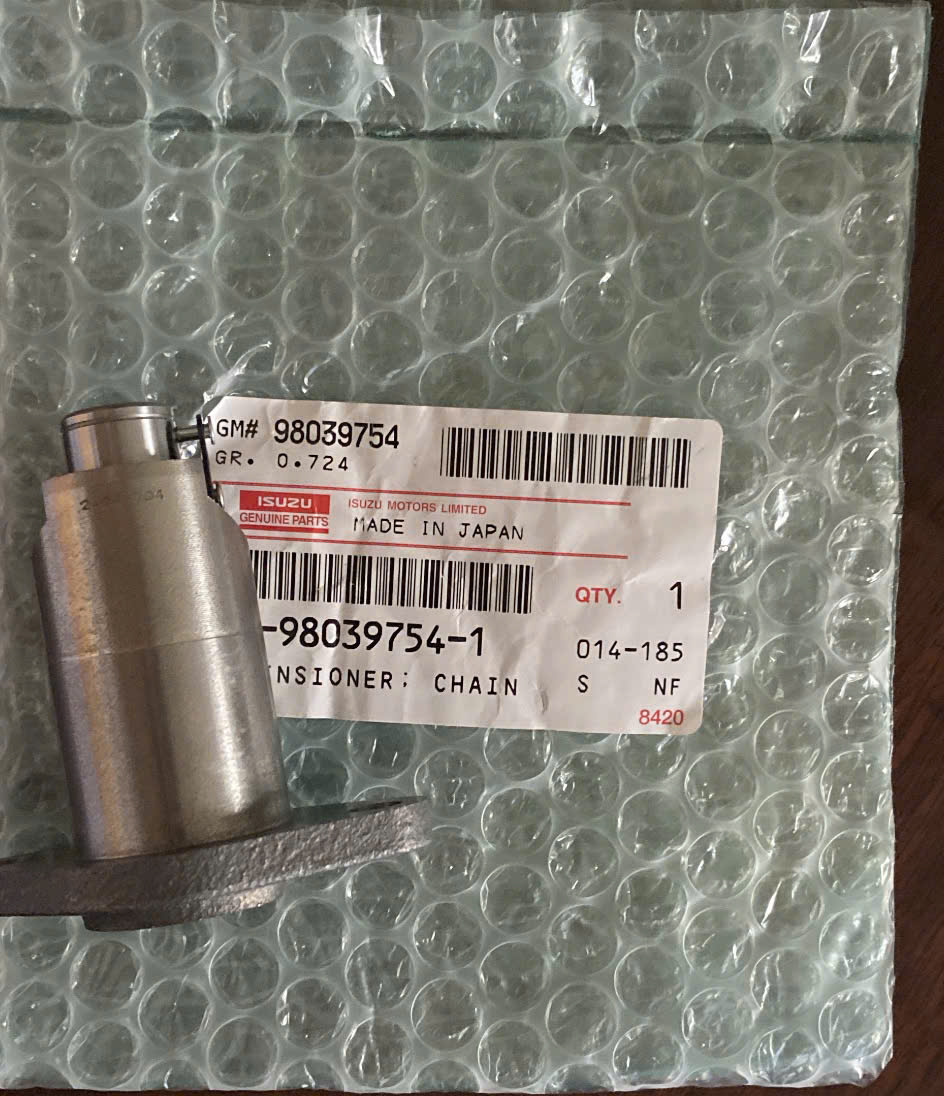 GM# 98039754
GR. 0.724
ISUZU
GENUINE PARTS
ISUZU MOTORS LIMITED
MADE IN JAPAN
QTY. 1
-98039754-1
014-185
NSIONER; CHAIN
S NF
8420